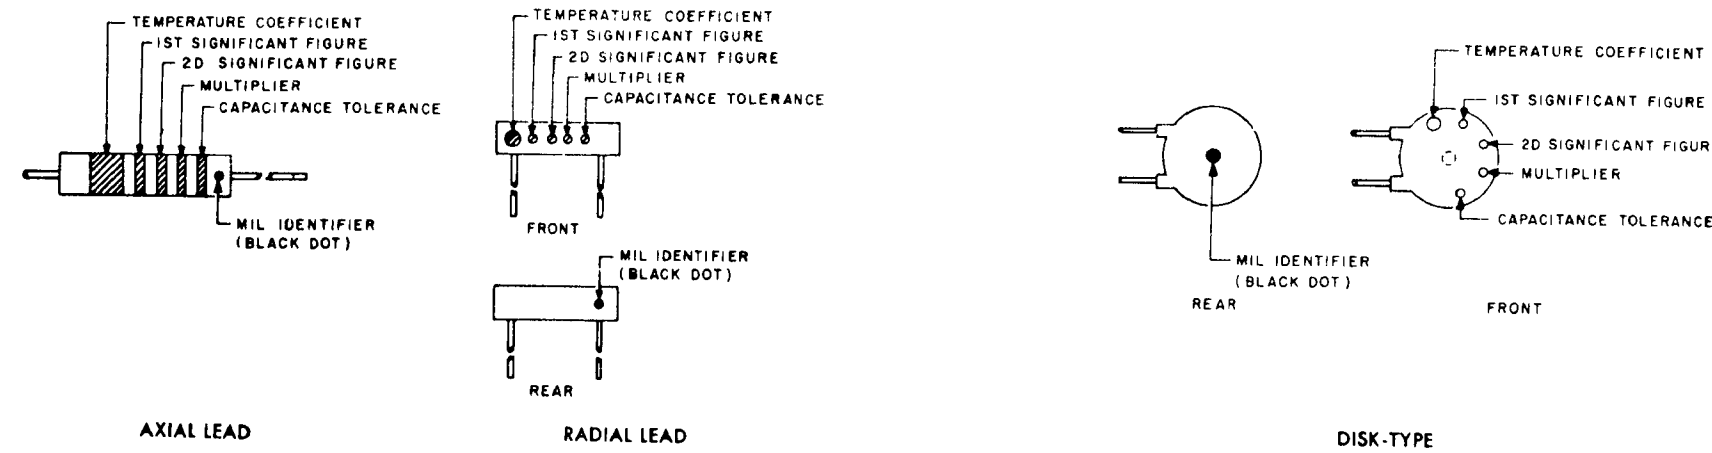 TEMPERATURE COEFFICIENT
1ST SIGNIFICANT FIGURE
2D SIGNIFICANT FIGURE
MULTIPLIER
CAPACITANCE TOLERANCE
MIL IDENTIFIER
(BLACK DOT)
AXIAL LEAD
TEMPERATURE COEFFICIENT
1ST SIGNIFICANT FIGURE
2D SIGNIFICANT FIGURE
MULTIPLIER
CAPACITANCE TOLERANCE
FRONT
MIL IDENTIFIER
(BLACK DOT)
REAR
RADIAL LEAD
MIL IDENTIFIER
(BLACK DOT)
REAR
TEMPERATURE COEFFICIENT
1ST SIGNIFICANT FIGURE
2D SIGNIFICANT FIGUR
MULTIPLIER
CAPACITANCE TOLERANCE
FRONT
DISK-TYPE